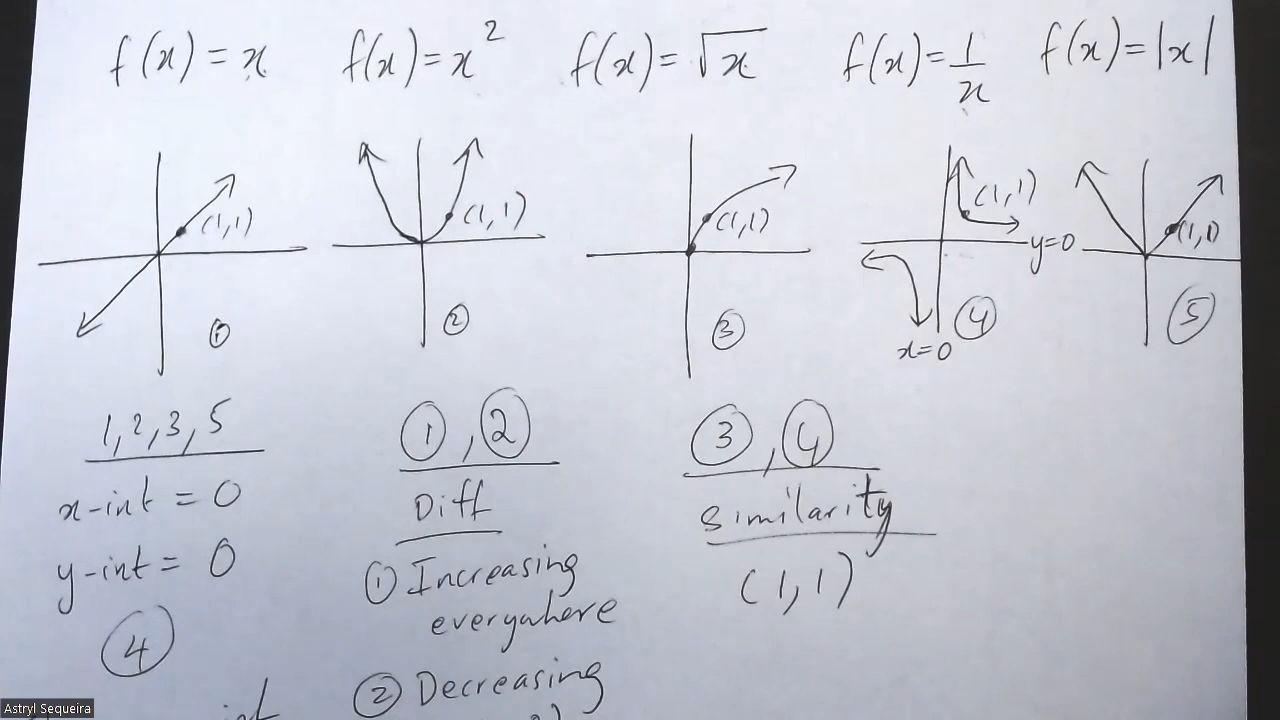 f(x) = x
f(x) = x²
f(x) = √x
f(x) = 1/x
f(x) = |x|
(1,1)
①
(1,1)
②
(1,1)
③
(1,1)
y=0
x=0
④
(1,1)
⑤
1,2,3,5
x-int = 0
y-int = 0
④
int
①,②
Diff
① Increasing
everywhere
② Decreasing
③,④
Similarity
(1,1)
Astryl Sequeira